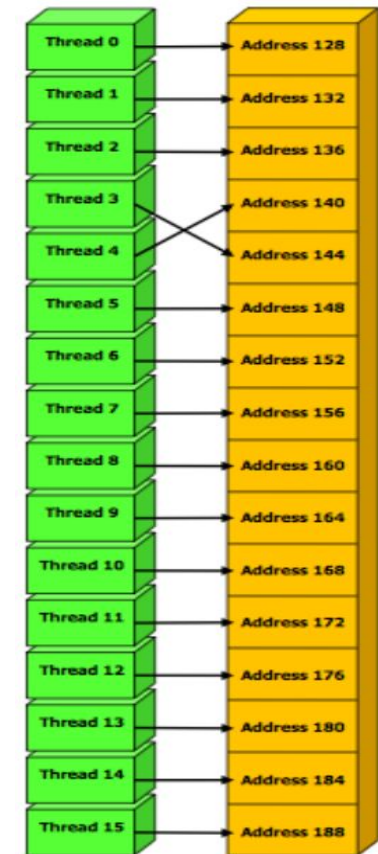 Thread 0 Address 128
Thread 1 Address 132
Thread 2 Address 136
Thread 3 Address 140
Thread 4 Address 144
Thread 5 Address 148
Thread 6 Address 152
Thread 7 Address 156
Thread 8 Address 160
Thread 9 Address 164
Thread 10 Address 168
Thread 11 Address 172
Thread 12 Address 176
Thread 13 Address 180
Thread 14 Address 184
Thread 15 Address 188